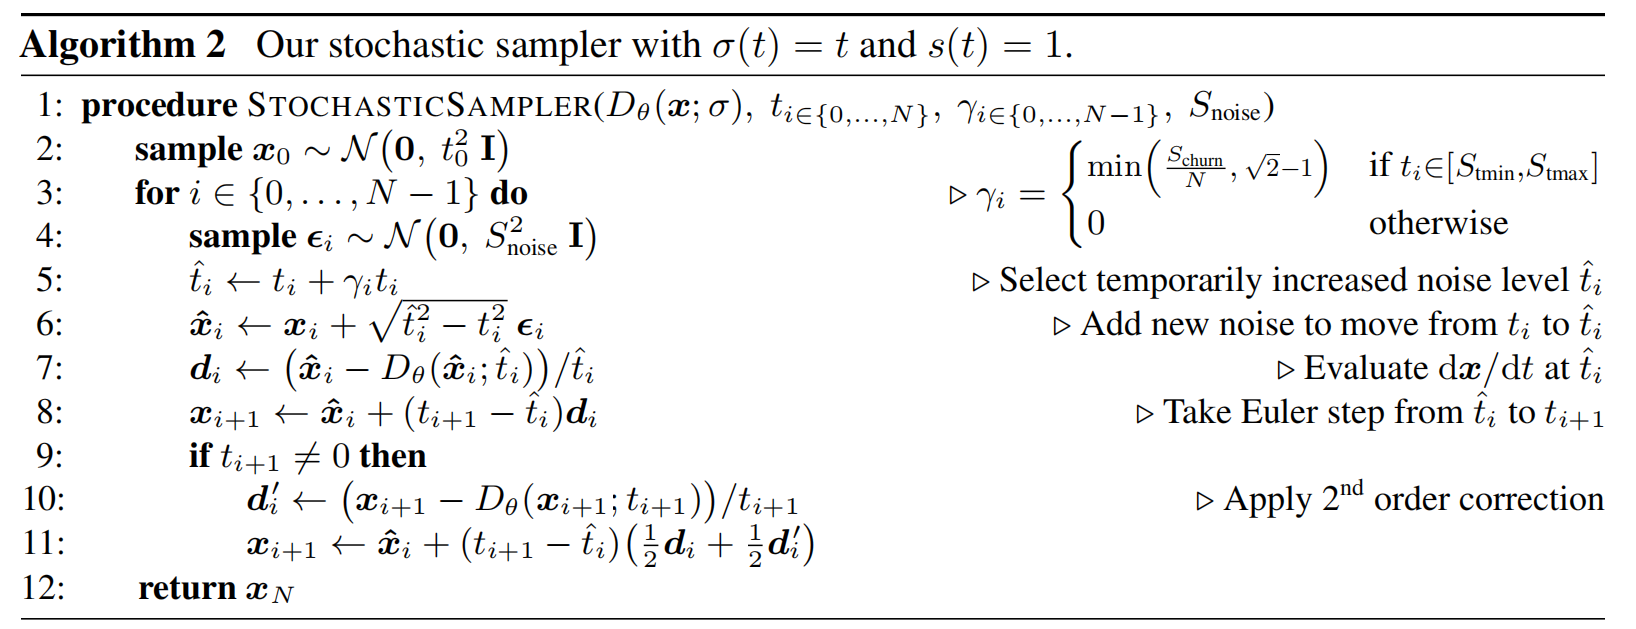 Algorithm 2 Our stochastic sampler with σ(t) = t and s(t) = 1.
1: procedure STOCHASTICSAMPLER(D_θ(x; σ), t_{i∈{0,…,N}}, γ_{i∈{0,…,N−1}}, S_noise)
2: sample x_0 ∼ N(0, t_0^2 I)
3: for i ∈ {0, . . . , N − 1} do ▷ γ_i = { min(S_churn/N, √2−1) if t_i∈[S_tmin,S_tmax]
0 otherwise
4: sample ϵ_i ∼ N(0, S_noise^2 I)
5: t̂_i ← t_i + γ_i t_i ▷ Select temporarily increased noise level t̂_i
6: x̂_i ← x_i + √(t̂_i^2 − t_i^2) ϵ_i ▷ Add new noise to move from t_i to t̂_i
7: d_i ← (x̂_i − D_θ(x̂_i; t̂_i))/t̂_i ▷ Evaluate dx/dt at t̂_i
8: x_{i+1} ← x̂_i + (t_{i+1} − t̂_i)d_i ▷ Take Euler step from t̂_i to t_{i+1}
9: if t_{i+1} ≠ 0 then
10: d′_i ← (x_{i+1} − D_θ(x_{i+1}; t_{i+1}))/t_{i+1} ▷ Apply 2nd order correction
11: x_{i+1} ← x̂_i + (t_{i+1} − t̂_i)(½d_i + ½d′_i)
12: return x_N